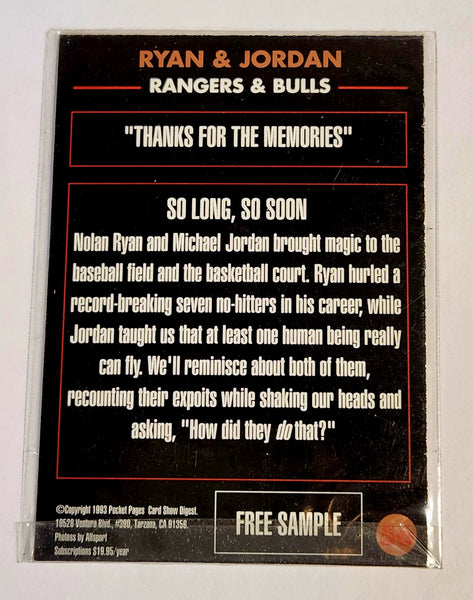 RYAN & JORDAN
RANGERS & BULLS
"THANKS FOR THE MEMORIES"
SO LONG, SO SOON
Nolan Ryan and Michael Jordan brought magic to the
baseball field and the basketball court. Ryan hurled a
record-breaking seven no-hitters in his career, while
Jordan taught us that at least one human being really
can fly. We'll reminisce about both of them,
recounting their expoits while shaking our heads and
asking, "How did they do that?"
©Copyright 1993 Pocket Pages Card Show Digest.
19528 Ventura Blvd., #390, Tarzana, CA 91356.
Photos by Allsport
Subscriptions $19.95/year
FREE SAMPLE